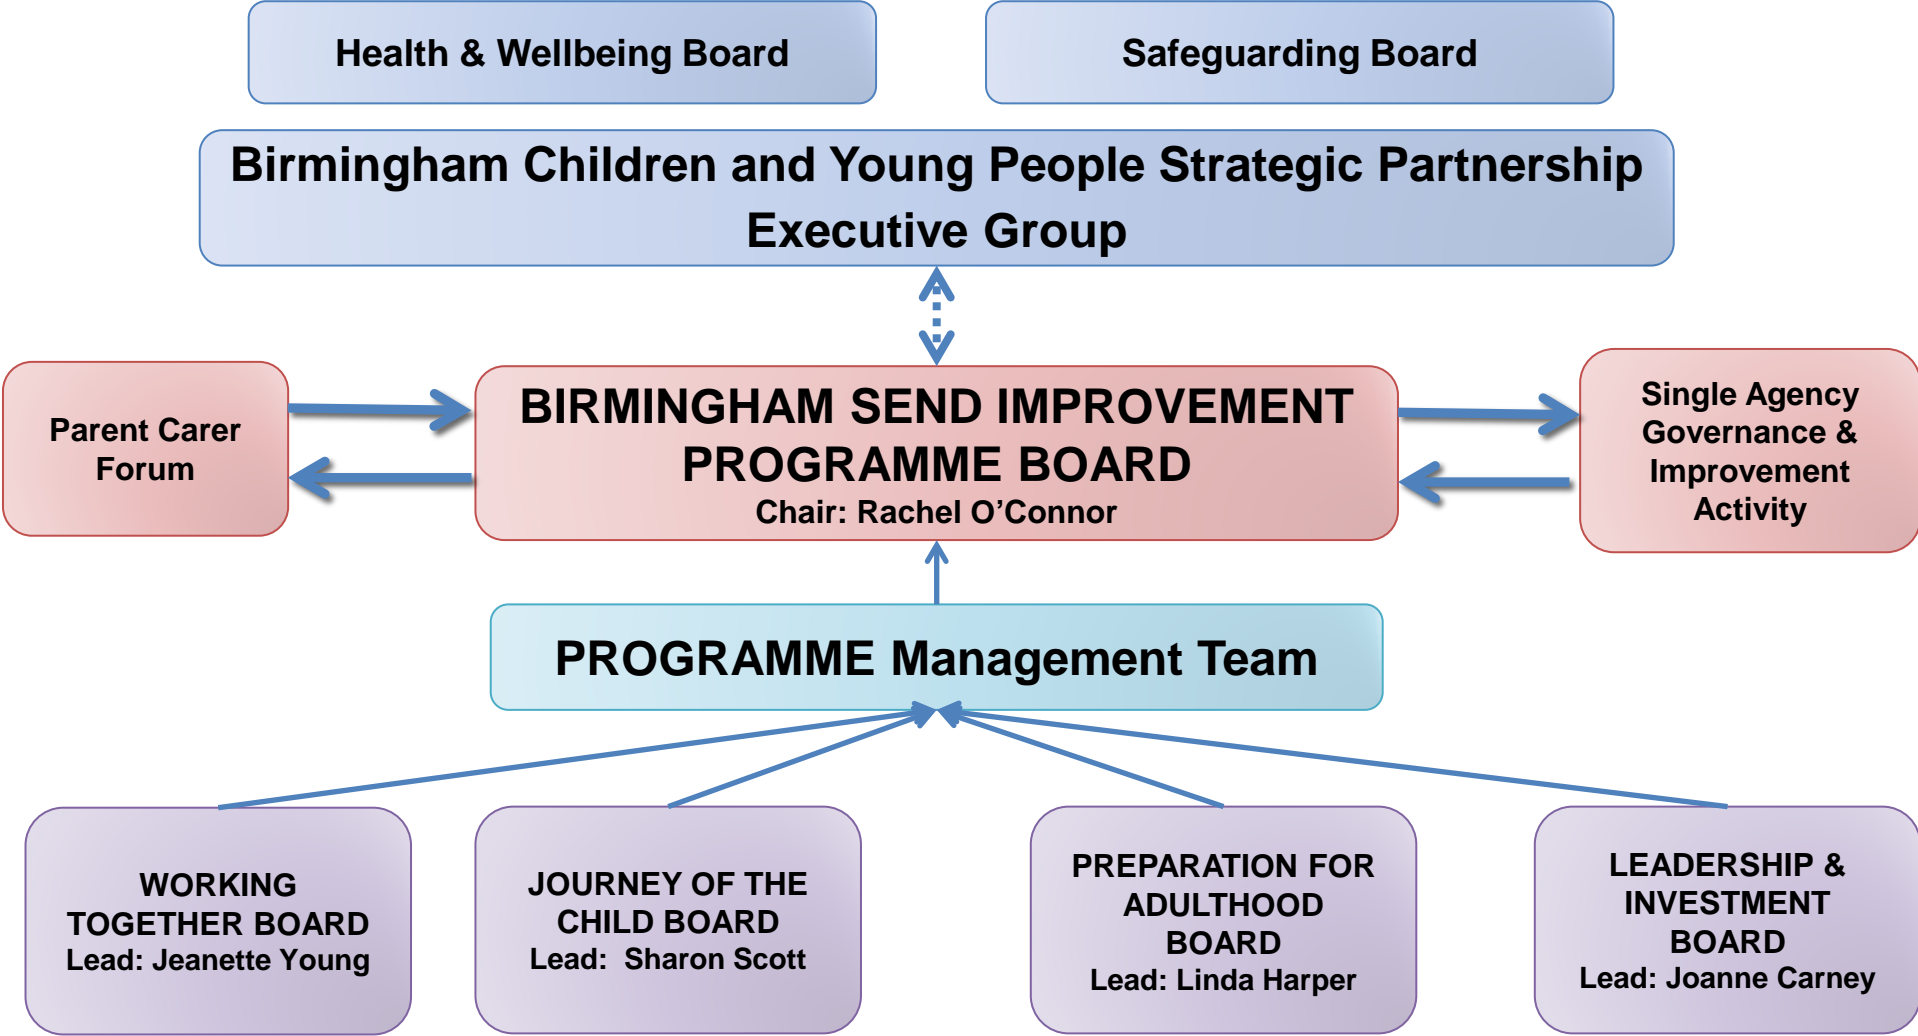 Health & Wellbeing Board
Safeguarding Board
Birmingham Children and Young People Strategic Partnership
Executive Group
Parent Carer
Forum
BIRMINGHAM SEND IMPROVEMENT
PROGRAMME BOARD
Chair: Rachel O’Connor
Single Agency
Governance &
Improvement
Activity
PROGRAMME Management Team
WORKING
TOGETHER BOARD
Lead: Jeanette Young
JOURNEY OF THE
CHILD BOARD
Lead:  Sharon Scott
PREPARATION FOR
ADULTHOOD
BOARD
Lead: Linda Harper
LEADERSHIP &
INVESTMENT
BOARD
Lead: Joanne Carney